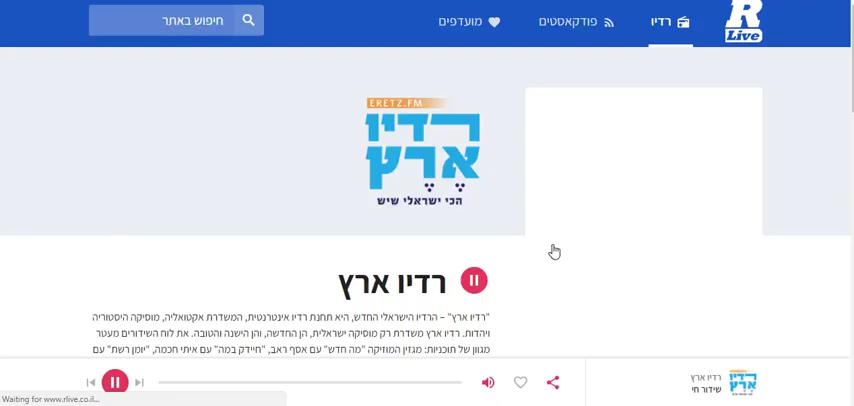 R
Live
רדיו
פודקאסטים
מועדפים
חיפוש באתר
ERETZ.FM
רדיו
אֶרֶץ
הכי ישראלי שיש
רדיו ארץ
"רדיו ארץ" – הרדיו הישראלי החדש, היא תחנת רדיו אינטרנטית, המשדרת אקטואליה, מוסיקה היסטוריה
ויהדות. רדיו ארץ משדרת רק מוסיקה ישראלית, הן החדשה, והן הישנה והטובה. את לוח השידורים מעטר
מגוון של תוכניות: מגזין המוזיקה "מה חדש" עם אסף ראב, "חיידק במה" עם איתי חכמה, "יומן רשת" עם
רדיו ארץ
שידור חי
רדיו
ארץ
Waiting for www.rlive.co.il...